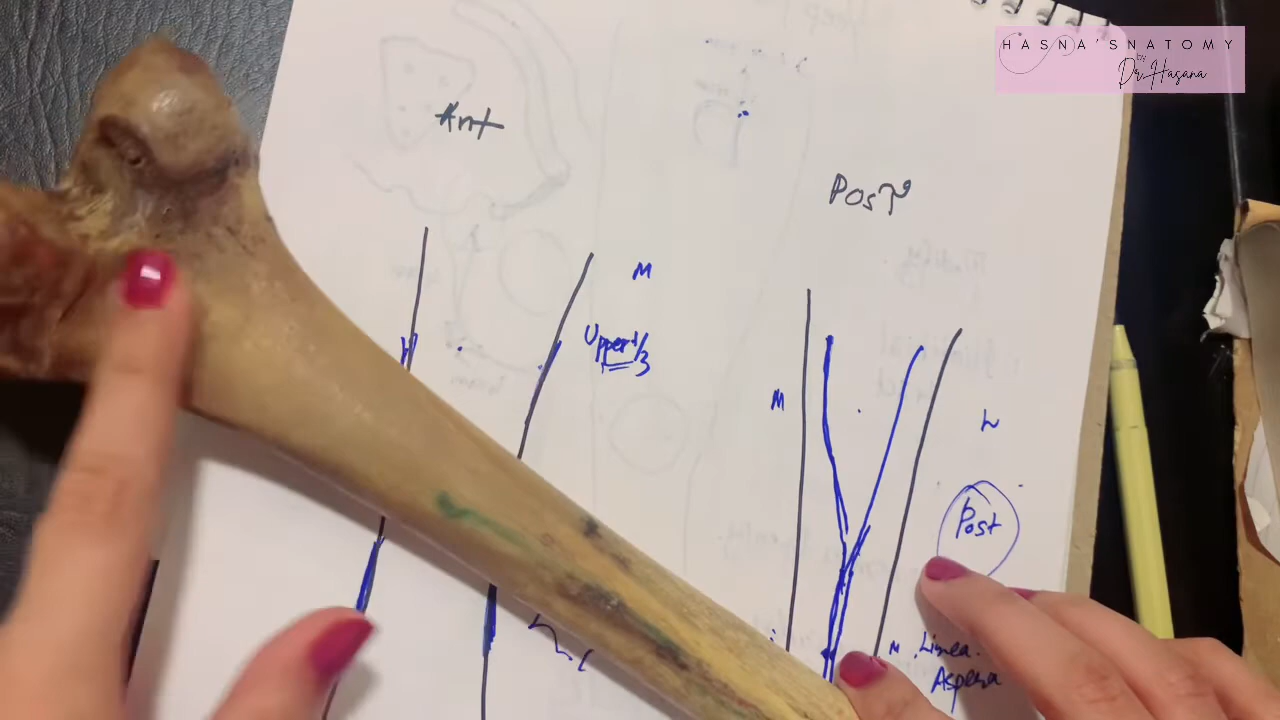 HASNA'SNATOMY
by
Dr. Hasana
Ant
Post
M
Upper 1/3
M
L
Post
M
Linea
Aspera